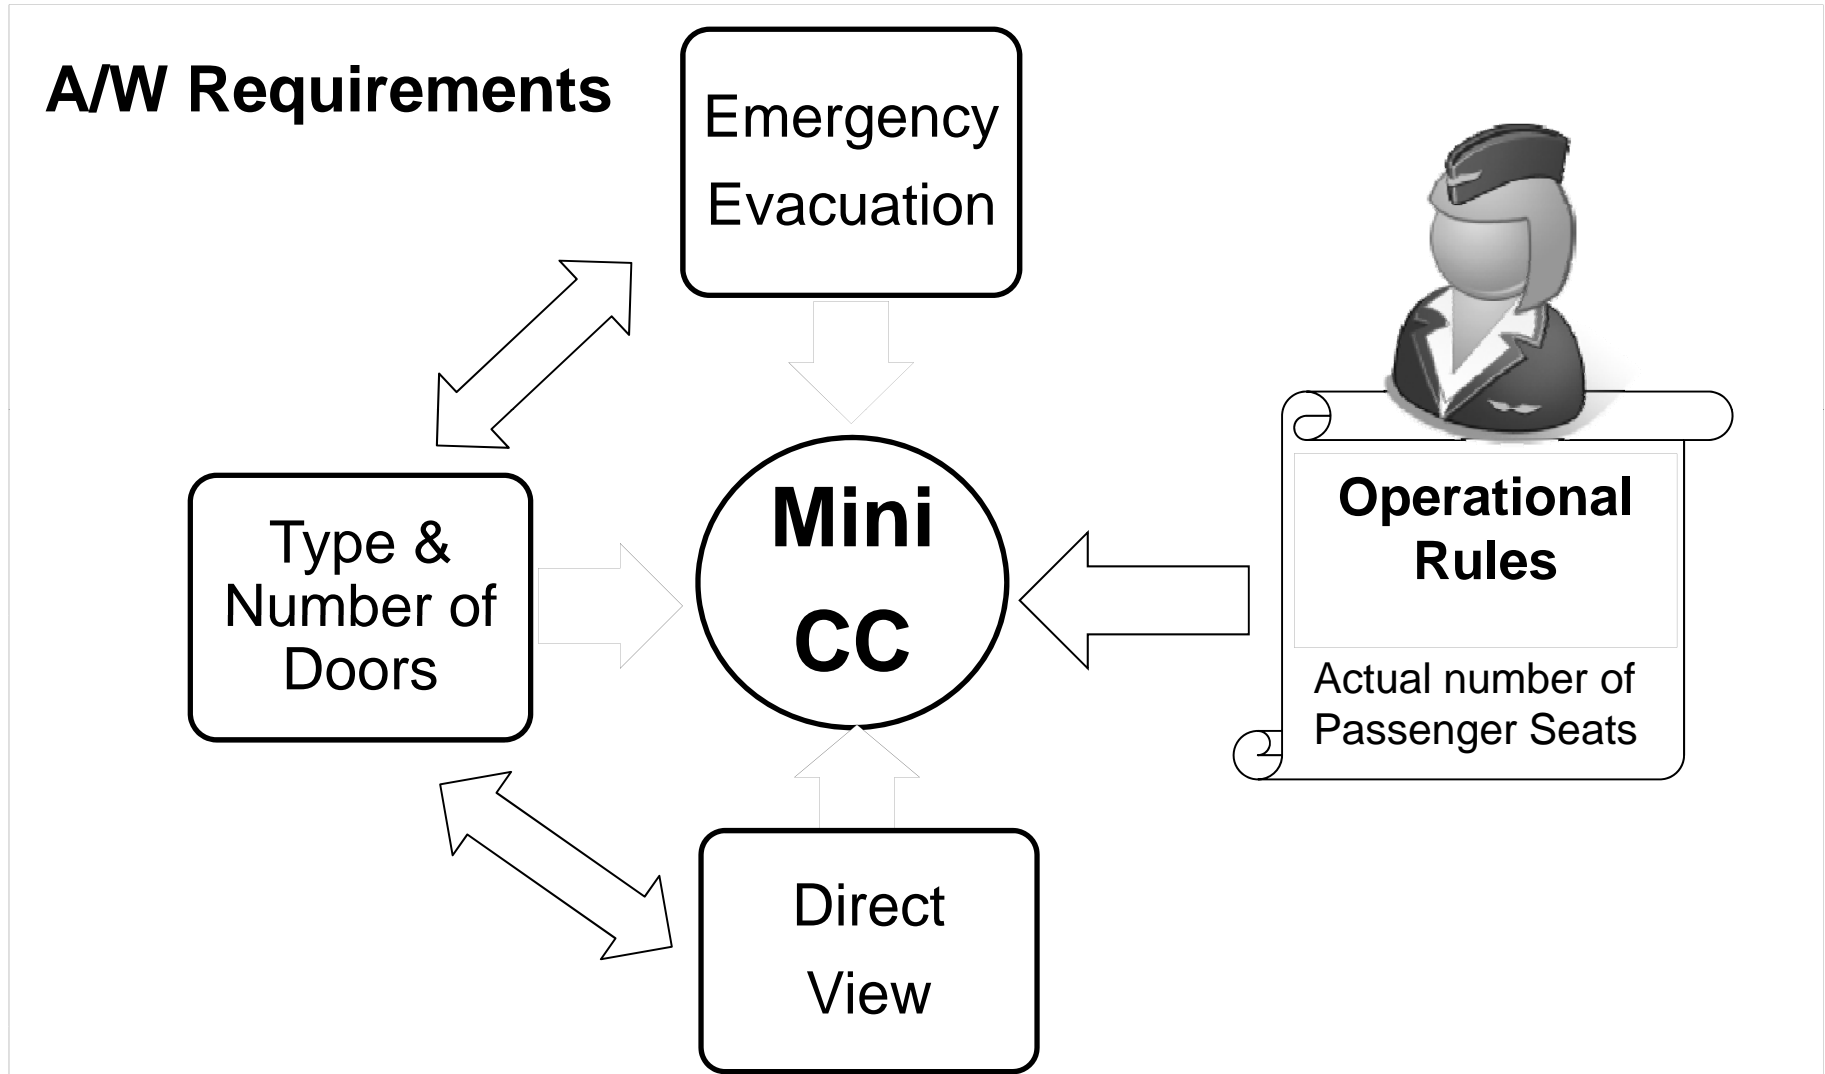 A/W Requirements
Emergency
Evacuation
Type &
Number of
Doors
Mini
CC
Direct
View
Operational
Rules
Actual number of
Passenger Seats